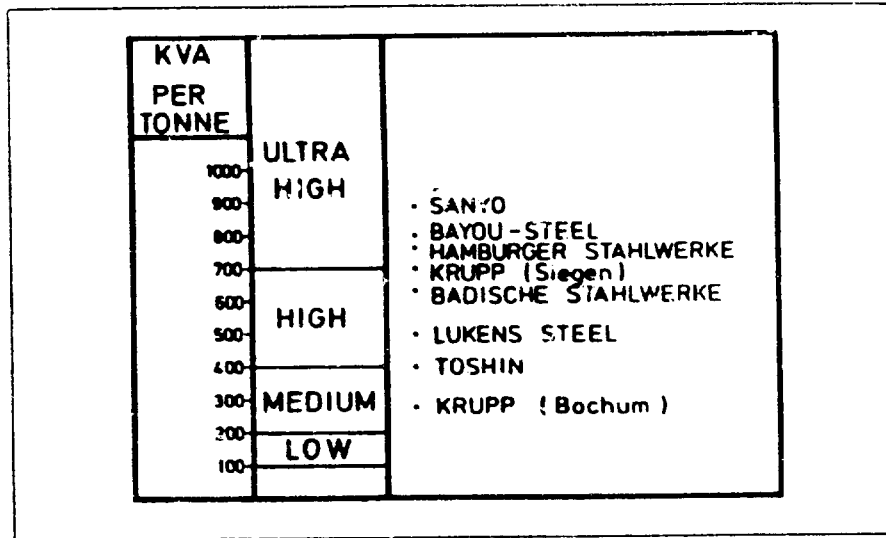 KVA
PER
TONNE
ULTRA
HIGH
1000
900
800
700
600
500
400
300
200
100
HIGH
MEDIUM
LOW
· SANYO
· BAYOU-STEEL
· HAMBURGER STAHLWERKE
· KRUPP (Siegen)
· BADISCHE STAHLWERKE
· LUKENS STEEL
· TOSHIN
· KRUPP (Bochum)